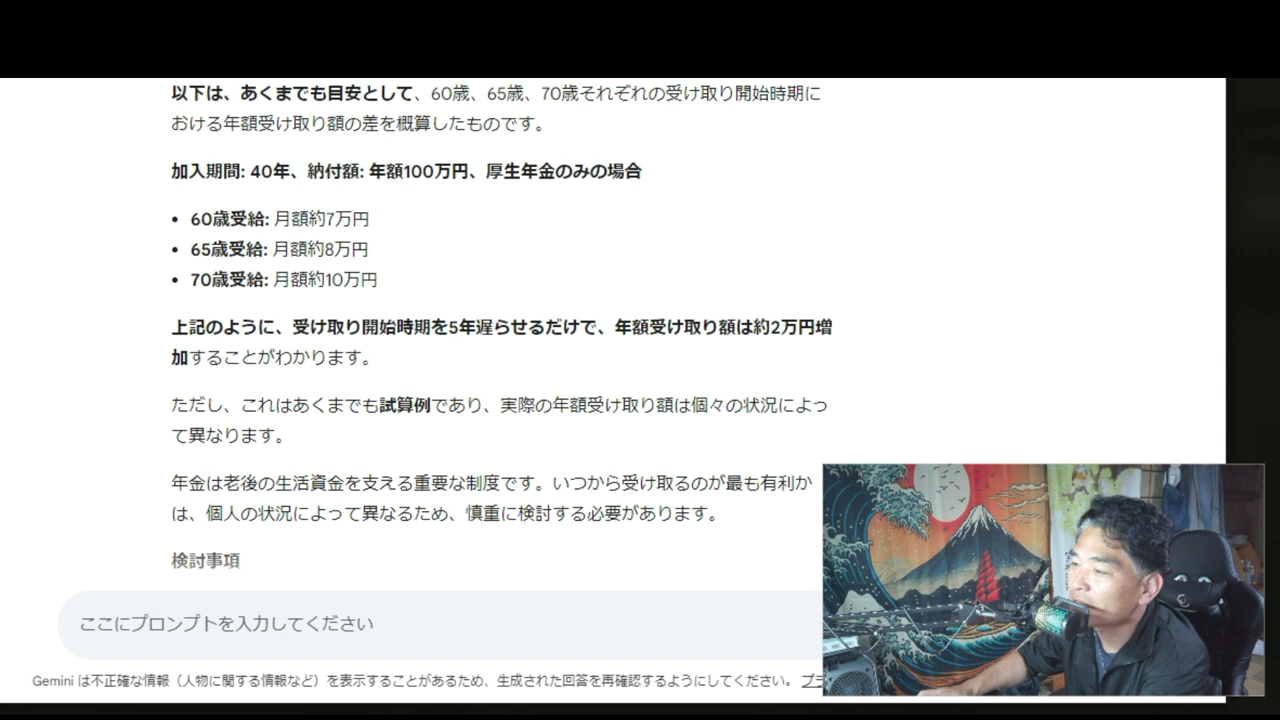 以下は、あくまでも目安として、60歳、65歳、70歳それぞれの受け取り開始時期に
おける年額受け取り額の差を概算したものです。
加入期間: 40年、納付額: 年額100万円、厚生年金のみの場合
• 60歳受給: 月額約7万円
• 65歳受給: 月額約8万円
• 70歳受給: 月額約10万円
上記のように、受け取り開始時期を5年遅らせるだけで、年額受け取り額は約2万円増
加することがわかります。
ただし、これはあくまでも試算例であり、実際の年額受け取り額は個々の状況によっ
て異なります。
年金は老後の生活資金を支える重要な制度です。いつから受け取るのが最も有利か
は、個人の状況によって異なるため、慎重に検討する必要があります。
検討事項
ここにプロンプトを入力してください
Gemini は不正確な情報（人物に関する情報など）を表示することがあるため、生成された回答を再確認するようにしてください。 プラ